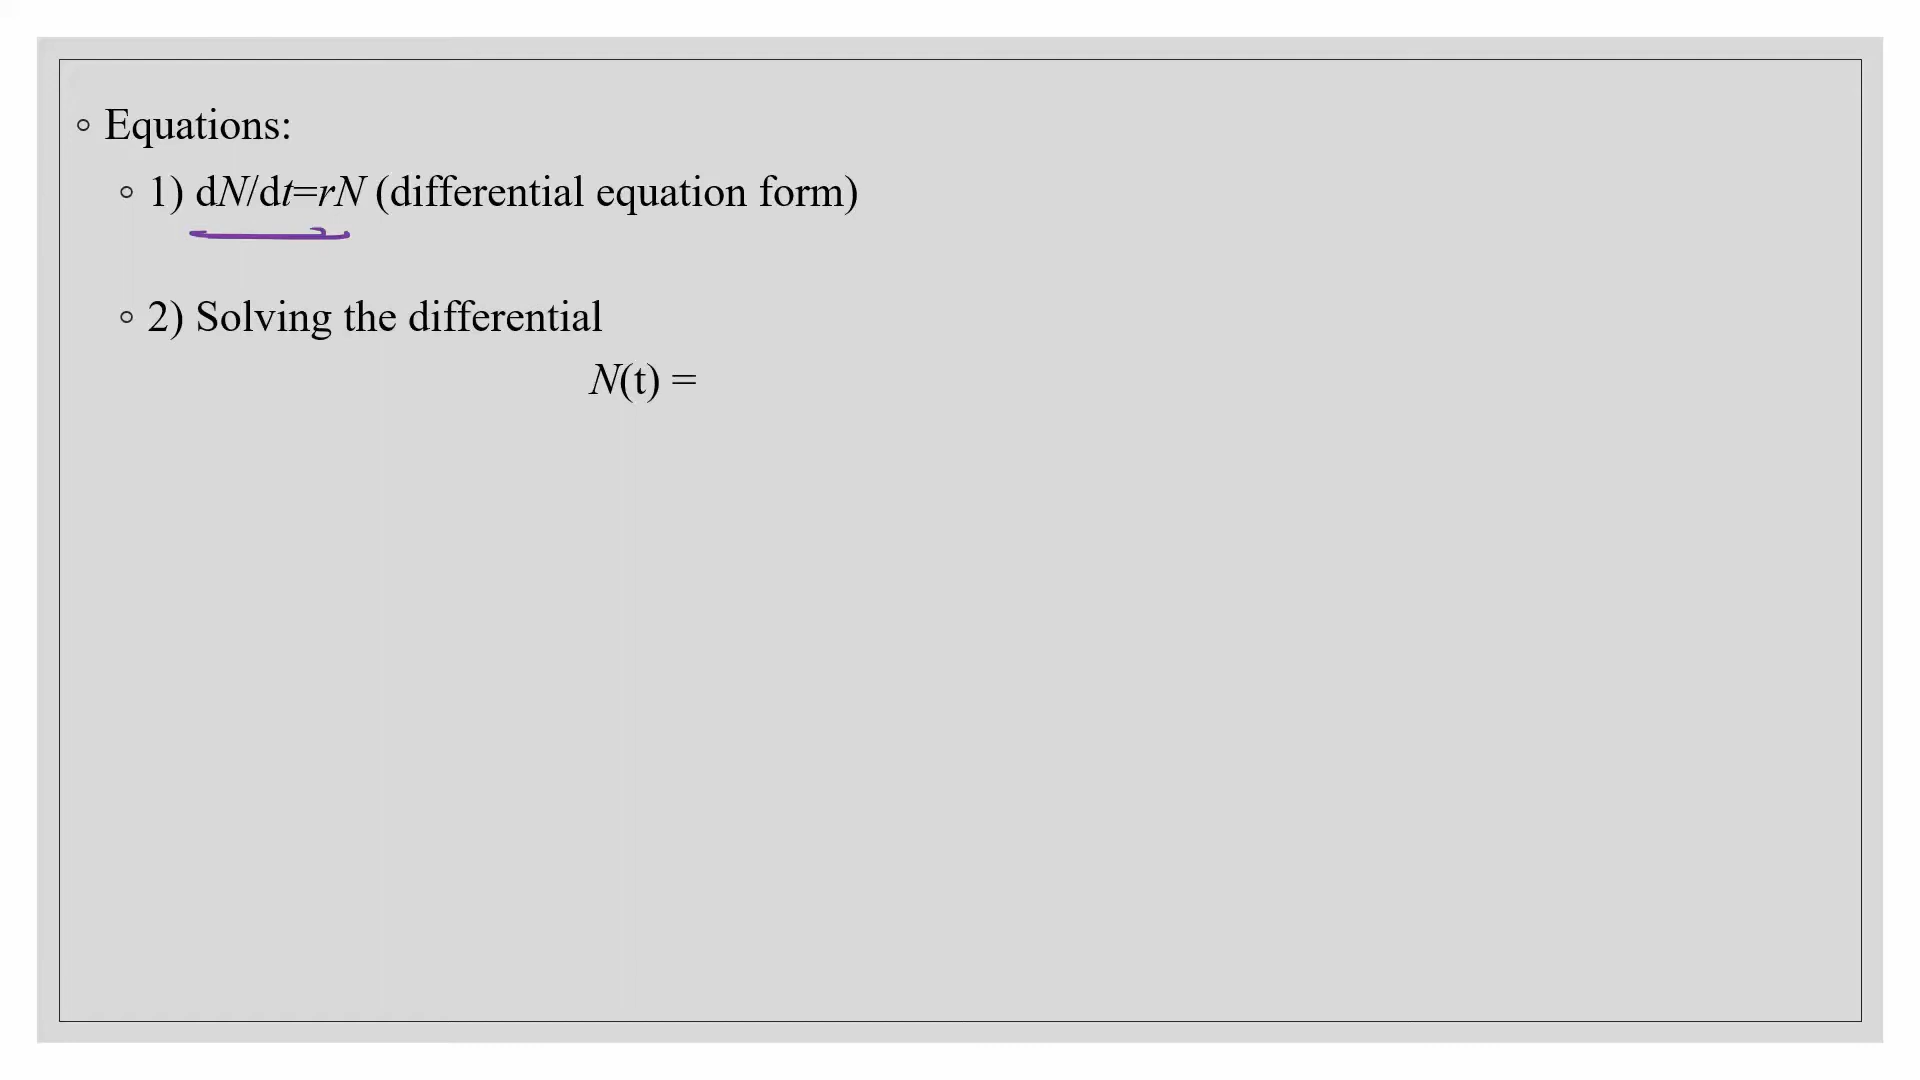 Equations:
1) dN/dt=rN (differential equation form)
2) Solving the differential
N(t) =